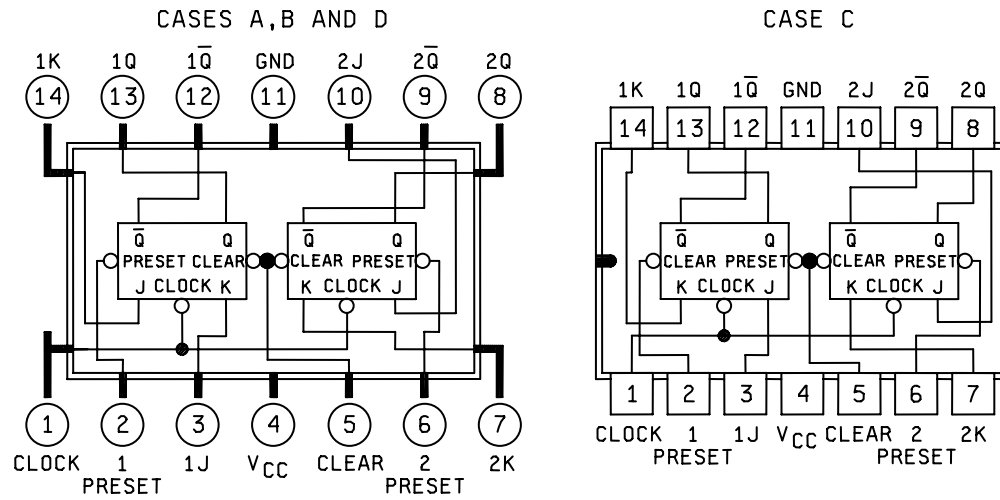 CASES A,B AND D
1K 1Q 1Q̅ GND 2J 2Q̅ 2Q
14 13 12 11 10 9 8
Q̅ Q Q̅ Q
PRESET CLEAR CLEAR PRESET
J CLOCK K K CLOCK J
1 2 3 4 5 6 7
CLOCK 1 PRESET 1J VCC CLEAR 2 PRESET 2K
CASE C
1K 1Q 1Q̅ GND 2J 2Q̅ 2Q
14 13 12 11 10 9 8
Q̅ Q Q̅ Q
CLEAR PRESET CLEAR PRESET
K CLOCK J K CLOCK J
1 2 3 4 5 6 7
CLOCK 1 PRESET 1J VCC CLEAR 2 PRESET 2K